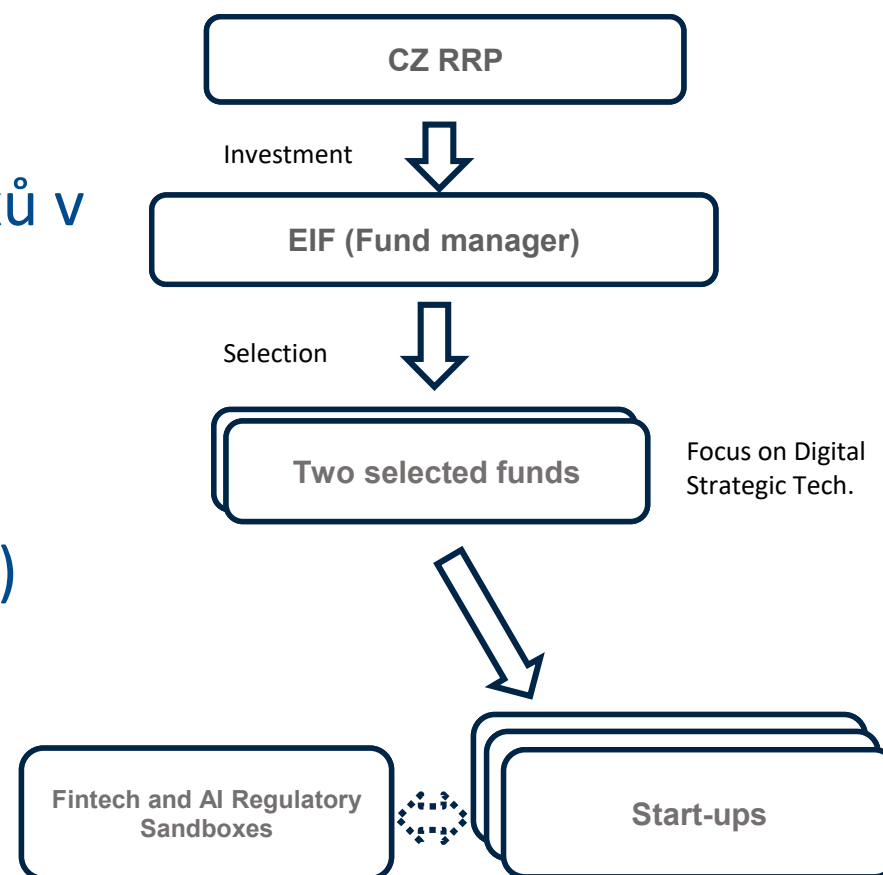 CZ RRP
Investment
ů v
EIF (Fund manager)
Selection
Two selected funds
Focus on Digital
Strategic Tech.
)
Fintech and AI Regulatory
Sandboxes
Start-ups